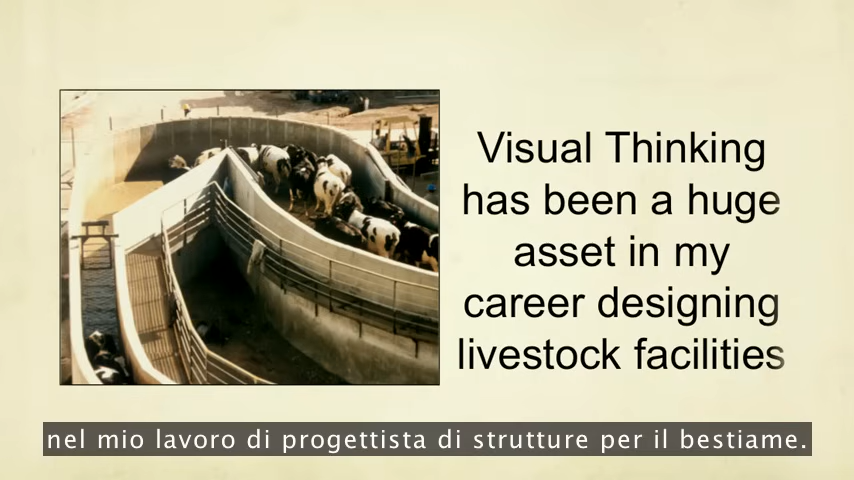 Visual Thinking
has been a huge
asset in my
career designing
livestock facilities
nel mio lavoro di progettista di strutture per il bestiame.